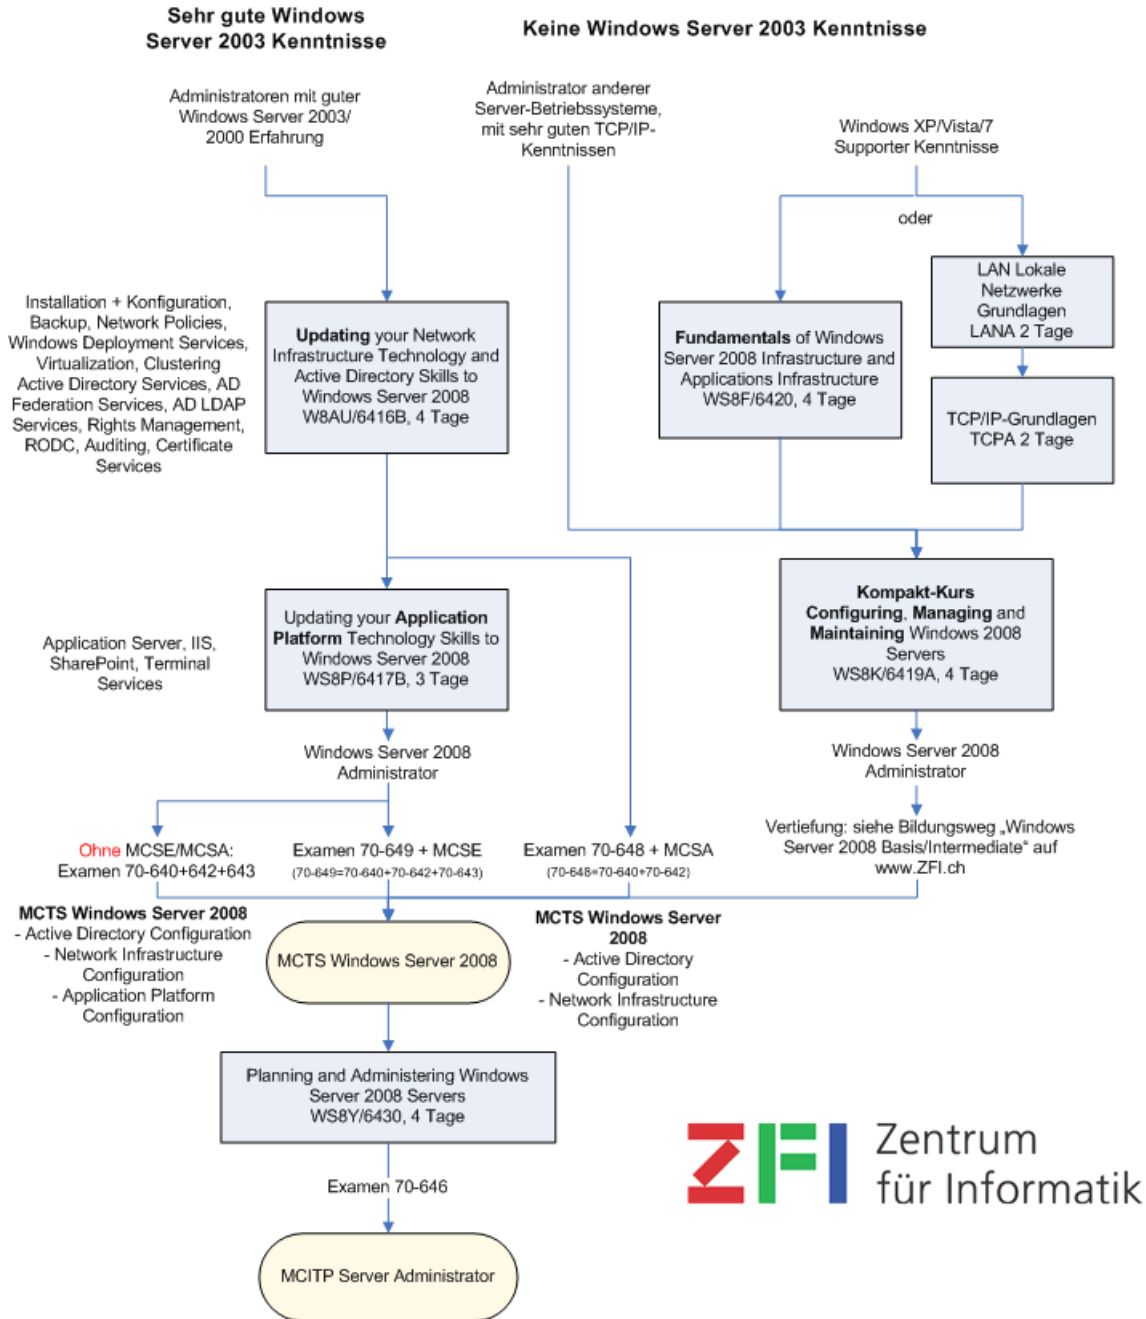 Sehr gute Windows
Server 2003 Kenntnisse
Keine Windows Server 2003 Kenntnisse
Administratoren mit guter
Windows Server 2003/
2000 Erfahrung
Administrator anderer
Server-Betriebssysteme,
mit sehr guten TCP/IP-
Kenntnissen
Windows XP/Vista/7
Supporter Kenntnisse
oder
Installation + Konfiguration,
Backup, Network Policies,
Windows Deployment Services,
Virtualization, Clustering
Active Directory Services, AD
Federation Services, AD LDAP
Services, Rights Management,
RODC, Auditing, Certificate
Services
Updating your Network
Infrastructure Technology and
Active Directory Skills to
Windows Server 2008
W8AU/6416B, 4 Tage
Fundamentals of Windows
Server 2008 Infrastructure and
Applications Infrastructure
WS8F/6420, 4 Tage
LAN Lokale
Netzwerke
Grundlagen
LANA 2 Tage
TCP/IP-Grundlagen
TCPA 2 Tage
Application Server, IIS,
SharePoint, Terminal
Services
Updating your Application
Platform Technology Skills to
Windows Server 2008
WS8P/6417B, 3 Tage
Kompakt-Kurs
Configuring, Managing and
Maintaining Windows 2008
Servers
WS8K/6419A, 4 Tage
Windows Server 2008
Administrator
Windows Server 2008
Administrator
Ohne MCSE/MCSA:
Examen 70-640+642+643
Examen 70-649 + MCSE
(70-649=70-640+70-642+70-643)
Examen 70-648 + MCSA
(70-648=70-640+70-642)
Vertiefung: siehe Bildungsweg „Windows
Server 2008 Basis/Intermediate“ auf
www.ZFI.ch
MCTS Windows Server 2008
- Active Directory Configuration
- Network Infrastructure
Configuration
- Application Platform
Configuration
MCTS Windows Server 2008
MCTS Windows Server
2008
- Active Directory
Configuration
- Network Infrastructure
Configuration
Planning and Administering Windows
Server 2008 Servers
WS8Y/6430, 4 Tage
Examen 70-646
MCITP Server Administrator
ZFI Zentrum
für Informatik